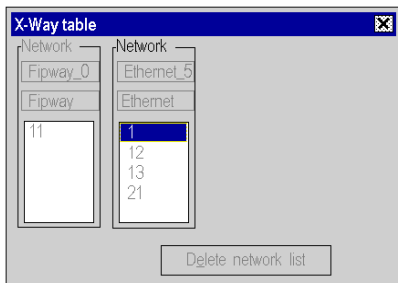 X-Way table
Network Network
Fipway_0 Ethernet_5
Fipway Ethernet
11 1
12
13
21
Delete network list